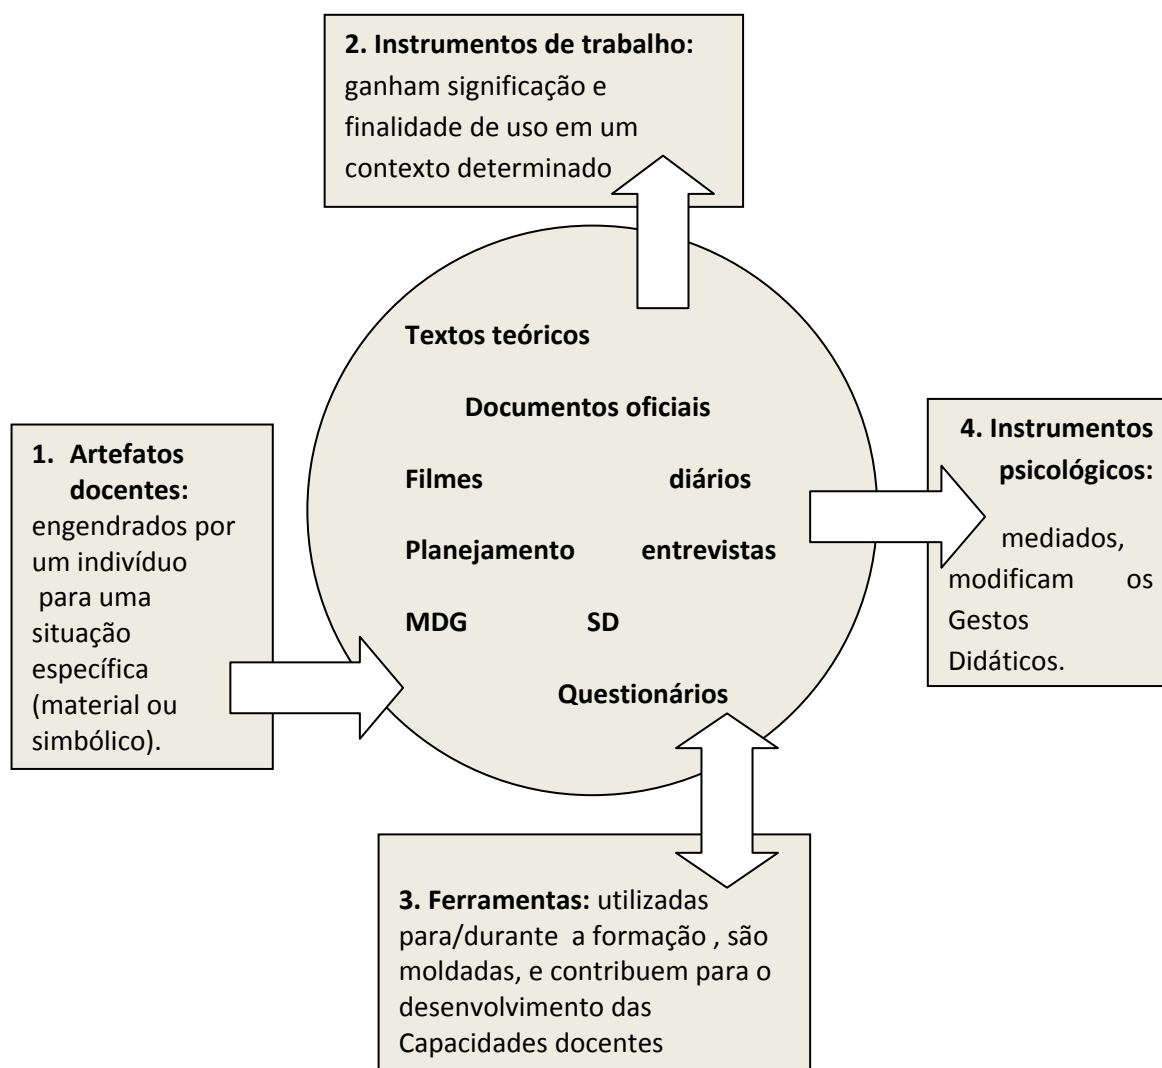 2. Instrumentos de trabalho:
ganham significação e
finalidade de uso em um
contexto determinado
Textos teóricos
Documentos oficiais
Filmes diários
Planejamento entrevistas
MDG SD
Questionários
1. Artefatos
docentes:
engendrados por
um indivíduo
para uma
situação
específica
(material ou
simbólico).
4. Instrumentos
psicológicos:
mediados,
modificam os
Gestos
Didáticos.
3. Ferramentas: utilizadas
para/durante a formação , são
moldadas, e contribuem para o
desenvolvimento das
Capacidades docentes